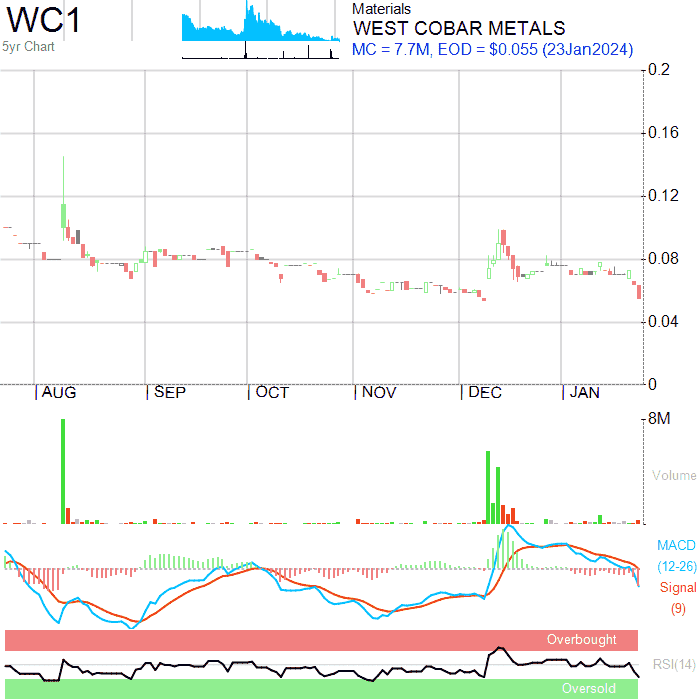 WC1
5yr Chart
Materials
WEST COBAR METALS
MC = 7.7M, EOD = $0.055 (23Jan2024)
0.2
0.16
0.12
0.08
0.04
0
AUG SEP OCT NOV DEC JAN
8M
Volume
MACD
(12-26)
Signal
(9)
Overbought
RSI(14)
Oversold